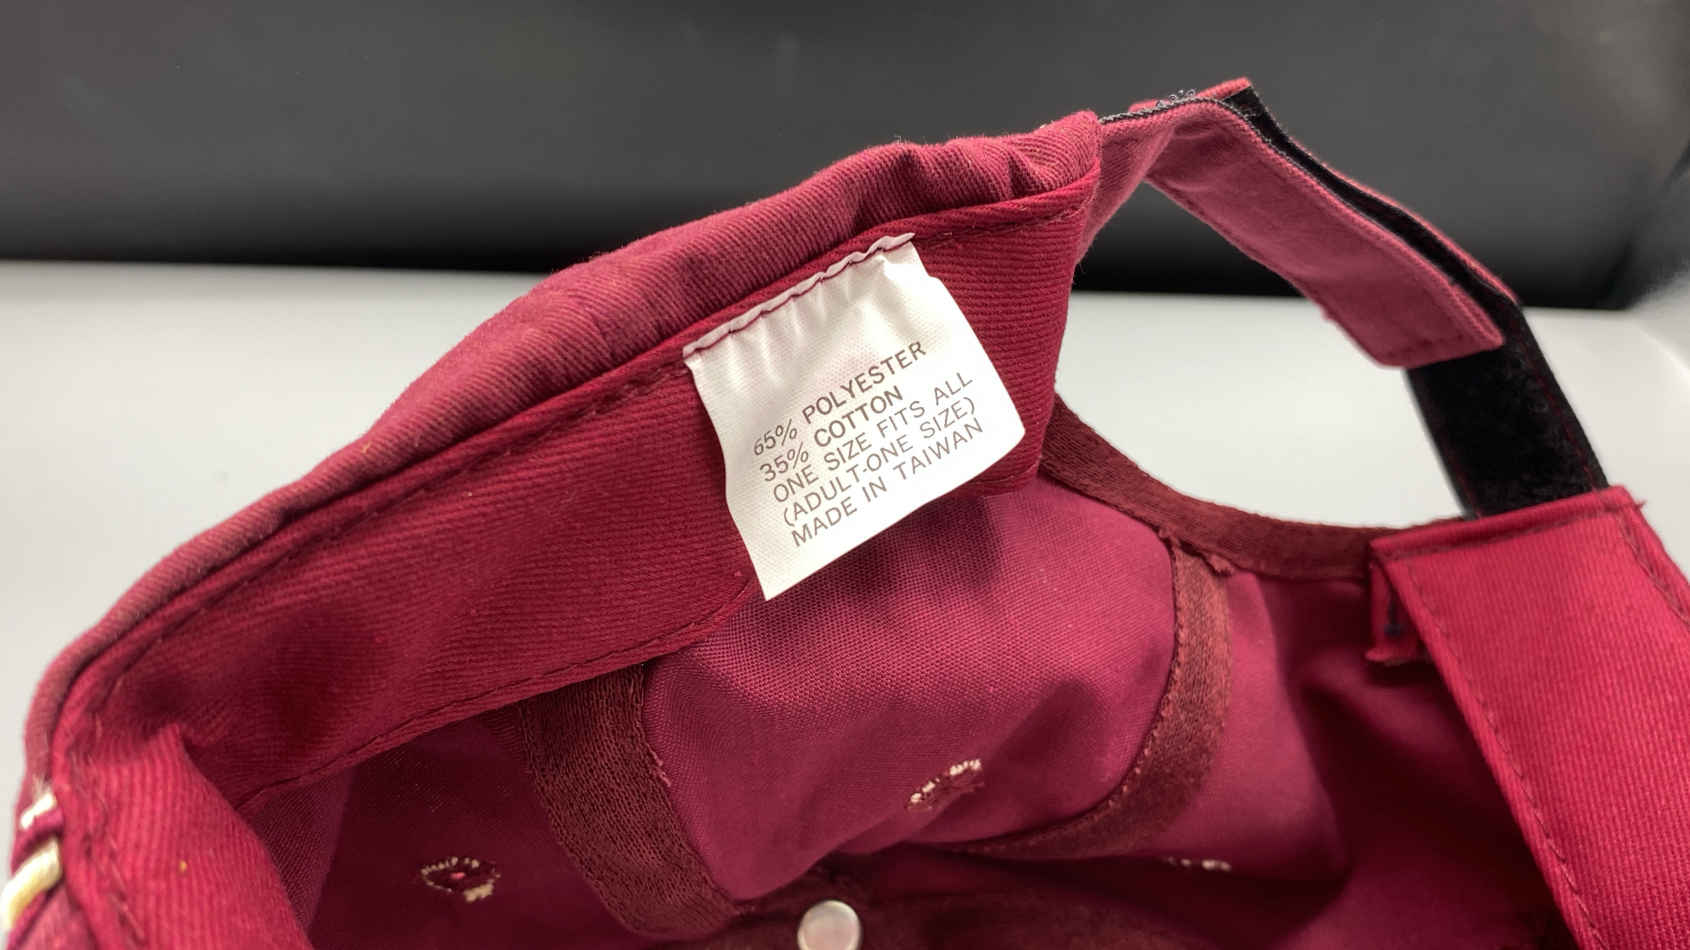 65% POLYESTER
35% COTTON
ONE SIZE FITS ALL
(ADULT-ONE SIZE)
MADE IN TAIWAN